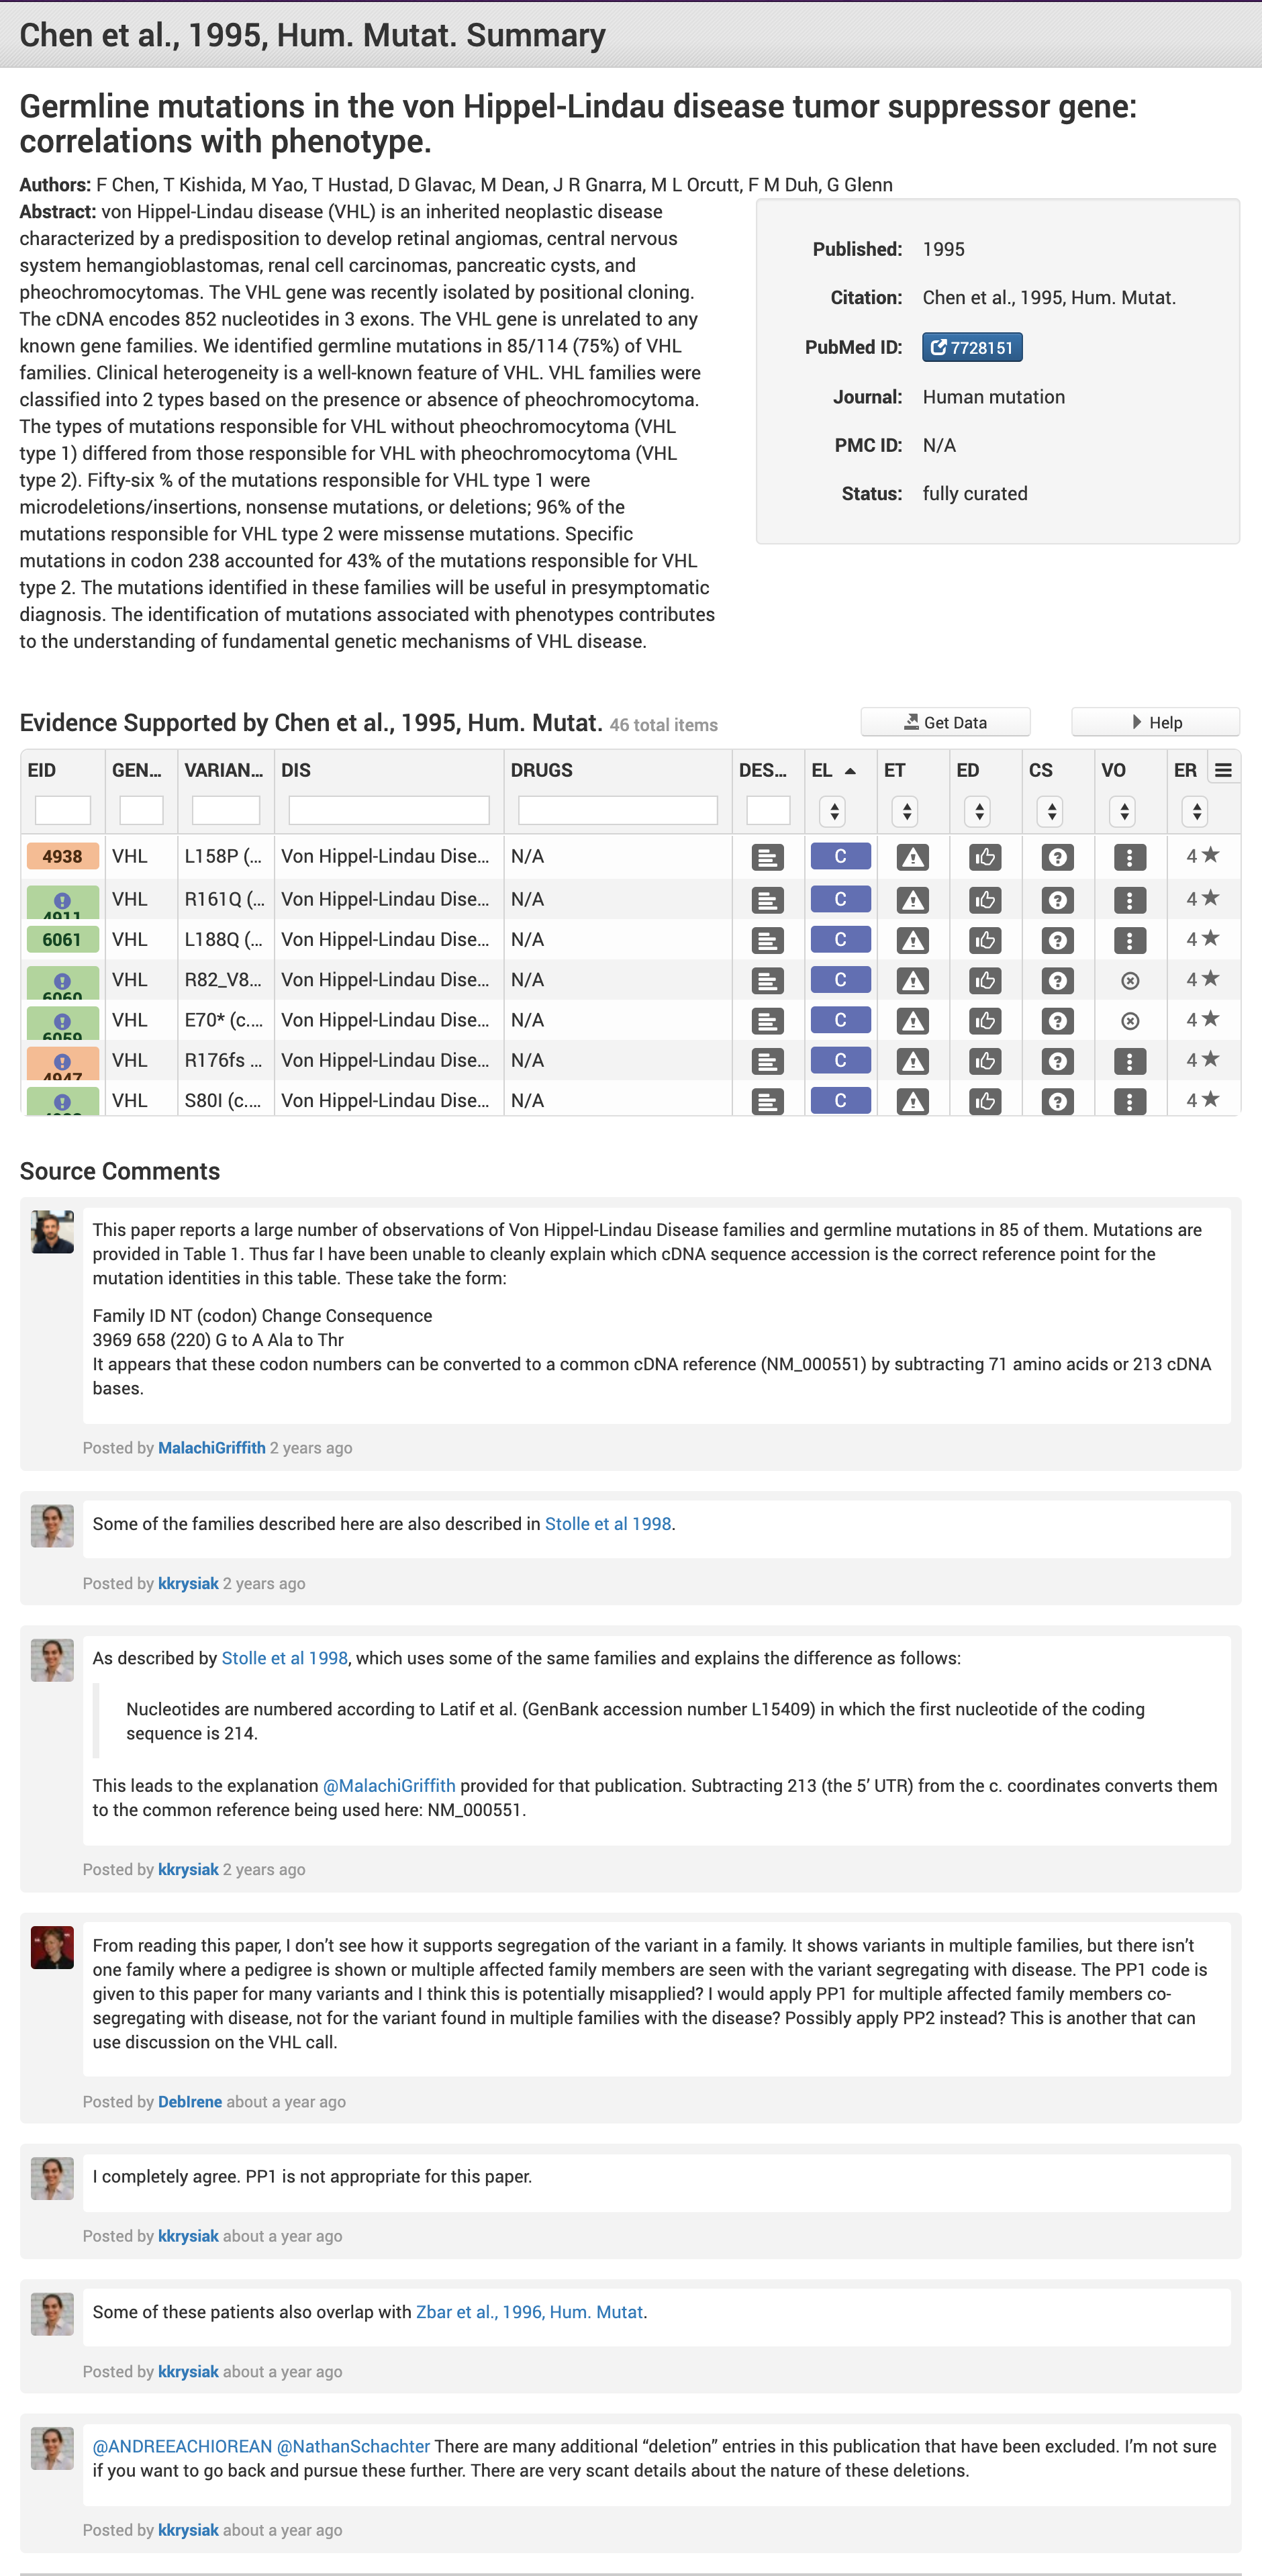 Chen et al., 1995, Hum. Mutat. Summary
Germline mutations in the von Hippel-Lindau disease tumor suppressor gene:
correlations with phenotype.
Authors: F Chen, T Kishida, M Yao, T Hustad, D Glavac, M Dean, J R Gnarra, M L Orcutt, F M Duh, G Glenn
Abstract: von Hippel-Lindau disease (VHL) is an inherited neoplastic disease
characterized by a predisposition to develop retinal angiomas, central nervous
system hemangioblastomas, renal cell carcinomas, pancreatic cysts, and
pheochromocytomas. The VHL gene was recently isolated by positional cloning.
The cDNA encodes 852 nucleotides in 3 exons. The VHL gene is unrelated to any
known gene families. We identified germline mutations in 85/114 (75%) of VHL
families. Clinical heterogeneity is a well-known feature of VHL. VHL families were
classified into 2 types based on the presence or absence of pheochromocytoma.
The types of mutations responsible for VHL without pheochromocytoma (VHL
type 1) differed from those responsible for VHL with pheochromocytoma (VHL
type 2). Fifty-six % of the mutations responsible for VHL type 1 were
microdeletions/insertions, nonsense mutations, or deletions; 96% of the
mutations responsible for VHL type 2 were missense mutations. Specific
mutations in codon 238 accounted for 43% of the mutations responsible for VHL
type 2. The mutations identified in these families will be useful in presymptomatic
diagnosis. The identification of mutations associated with phenotypes contributes
to the understanding of fundamental genetic mechanisms of VHL disease.
Published: 1995
Citation: Chen et al., 1995, Hum. Mutat.
PubMed ID: 7728151
Journal: Human mutation
PMC ID: N/A
Status: fully curated
Evidence Supported by Chen et al., 1995, Hum. Mutat. 46 total items
Get Data
Help
EID GEN... VARIAN... DIS DRUGS DES... EL ET ED CS VO ER
4938 VHL L158P (... Von Hippel-Lindau Dise... N/A C 4
4911 VHL R161Q (... Von Hippel-Lindau Dise... N/A C 4
6061 VHL L188Q (... Von Hippel-Lindau Dise... N/A C 4
6060 VHL R82_V8... Von Hippel-Lindau Dise... N/A C 4
6059 VHL E70* (c.... Von Hippel-Lindau Dise... N/A C 4
4947 VHL R176fs ... Von Hippel-Lindau Dise... N/A C 4
VHL S80I (c.... Von Hippel-Lindau Dise... N/A C 4
Source Comments
This paper reports a large number of observations of Von Hippel-Lindau Disease families and germline mutations in 85 of them. Mutations are
provided in Table 1. Thus far I have been unable to cleanly explain which cDNA sequence accession is the correct reference point for the
mutation identities in this table. These take the form:
Family ID NT (codon) Change Consequence
3969 658 (220) G to A Ala to Thr
It appears that these codon numbers can be converted to a common cDNA reference (NM_000551) by subtracting 71 amino acids or 213 cDNA
bases.
Posted by MalachiGriffith 2 years ago
Some of the families described here are also described in Stolle et al 1998.
Posted by kkrysiak 2 years ago
As described by Stolle et al 1998, which uses some of the same families and explains the difference as follows:
Nucleotides are numbered according to Latif et al. (GenBank accession number L15409) in which the first nucleotide of the coding
sequence is 214.
This leads to the explanation @MalachiGriffith provided for that publication. Subtracting 213 (the 5’ UTR) from the c. coordinates converts them
to the common reference being used here: NM_000551.
Posted by kkrysiak 2 years ago
From reading this paper, I don’t see how it supports segregation of the variant in a family. It shows variants in multiple families, but there isn’t
one family where a pedigree is shown or multiple affected family members are seen with the variant segregating with disease. The PP1 code is
given to this paper for many variants and I think this is potentially misapplied? I would apply PP1 for multiple affected family members co-
segregating with disease, not for the variant found in multiple families with the disease? Possibly apply PP2 instead? This is another that can
use discussion on the VHL call.
Posted by DebIrene about a year ago
I completely agree. PP1 is not appropriate for this paper.
Posted by kkrysiak about a year ago
Some of these patients also overlap with Zbar et al., 1996, Hum. Mutat.
Posted by kkrysiak about a year ago
@ANDREEACHIOREAN @NathanSchachter There are many additional “deletion” entries in this publication that have been excluded. I’m not sure
if you want to go back and pursue these further. There are very scant details about the nature of these deletions.
Posted by kkrysiak about a year ago